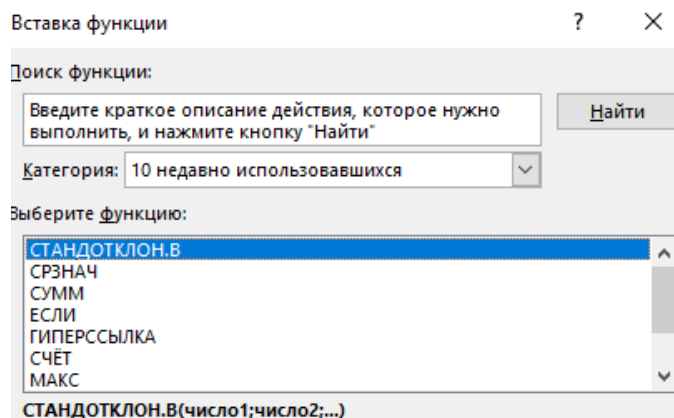 Вставка функции ? ×
Поиск функции:
Введите краткое описание действия, которое нужно
выполнить, и нажмите кнопку "Найти"
Найти
Категория: 10 недавно использовавшихся
Выберите функцию:
СТАНДОТКЛОН.В
СРЗНАЧ
СУММ
ЕСЛИ
ГИПЕРССЫЛКА
СЧЁТ
МАКС
СТАНДОТКЛОН.В(число1;число2;...)